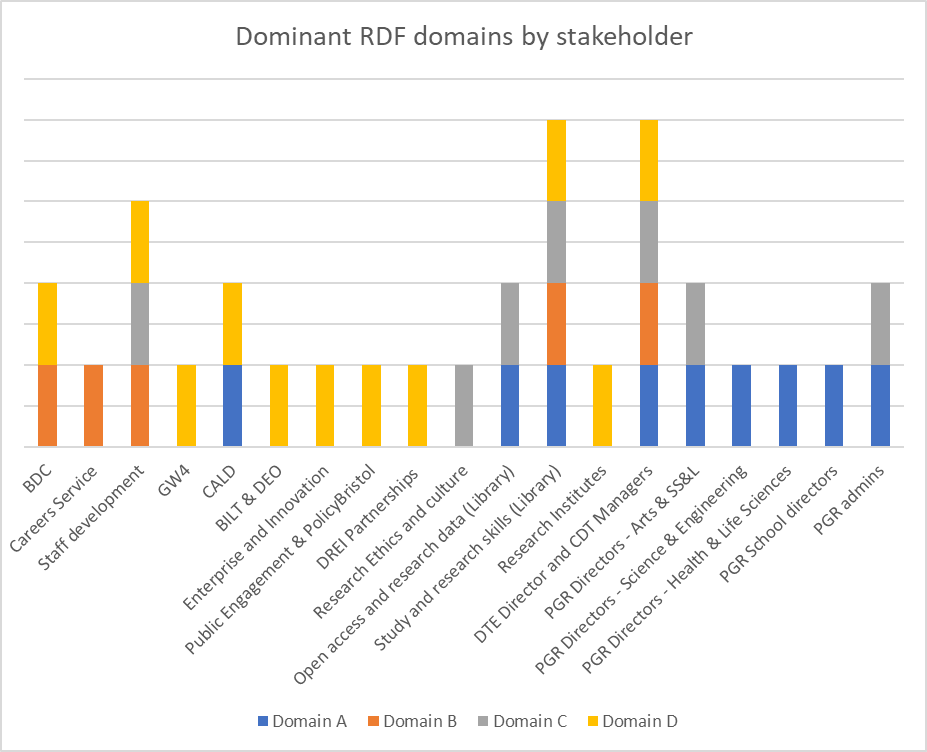 Dominant RDF domains by stakeholder
BDC
Careers Service
Staff development
GW4
CALD
BILT & DEO
Enterprise and Innovation
Public Engagement & PolicyBristol
DREI Partnerships
Research Ethics and culture
Open access and research data (Library)
Study and research skills (Library)
Research Institutes
DTE Director and CDT Managers
PGR Directors - Arts & SS&L
PGR Directors - Science & Engineering
PGR Directors - Health & Life Sciences
PGR School directors
PGR admins
Domain A Domain B Domain C Domain D